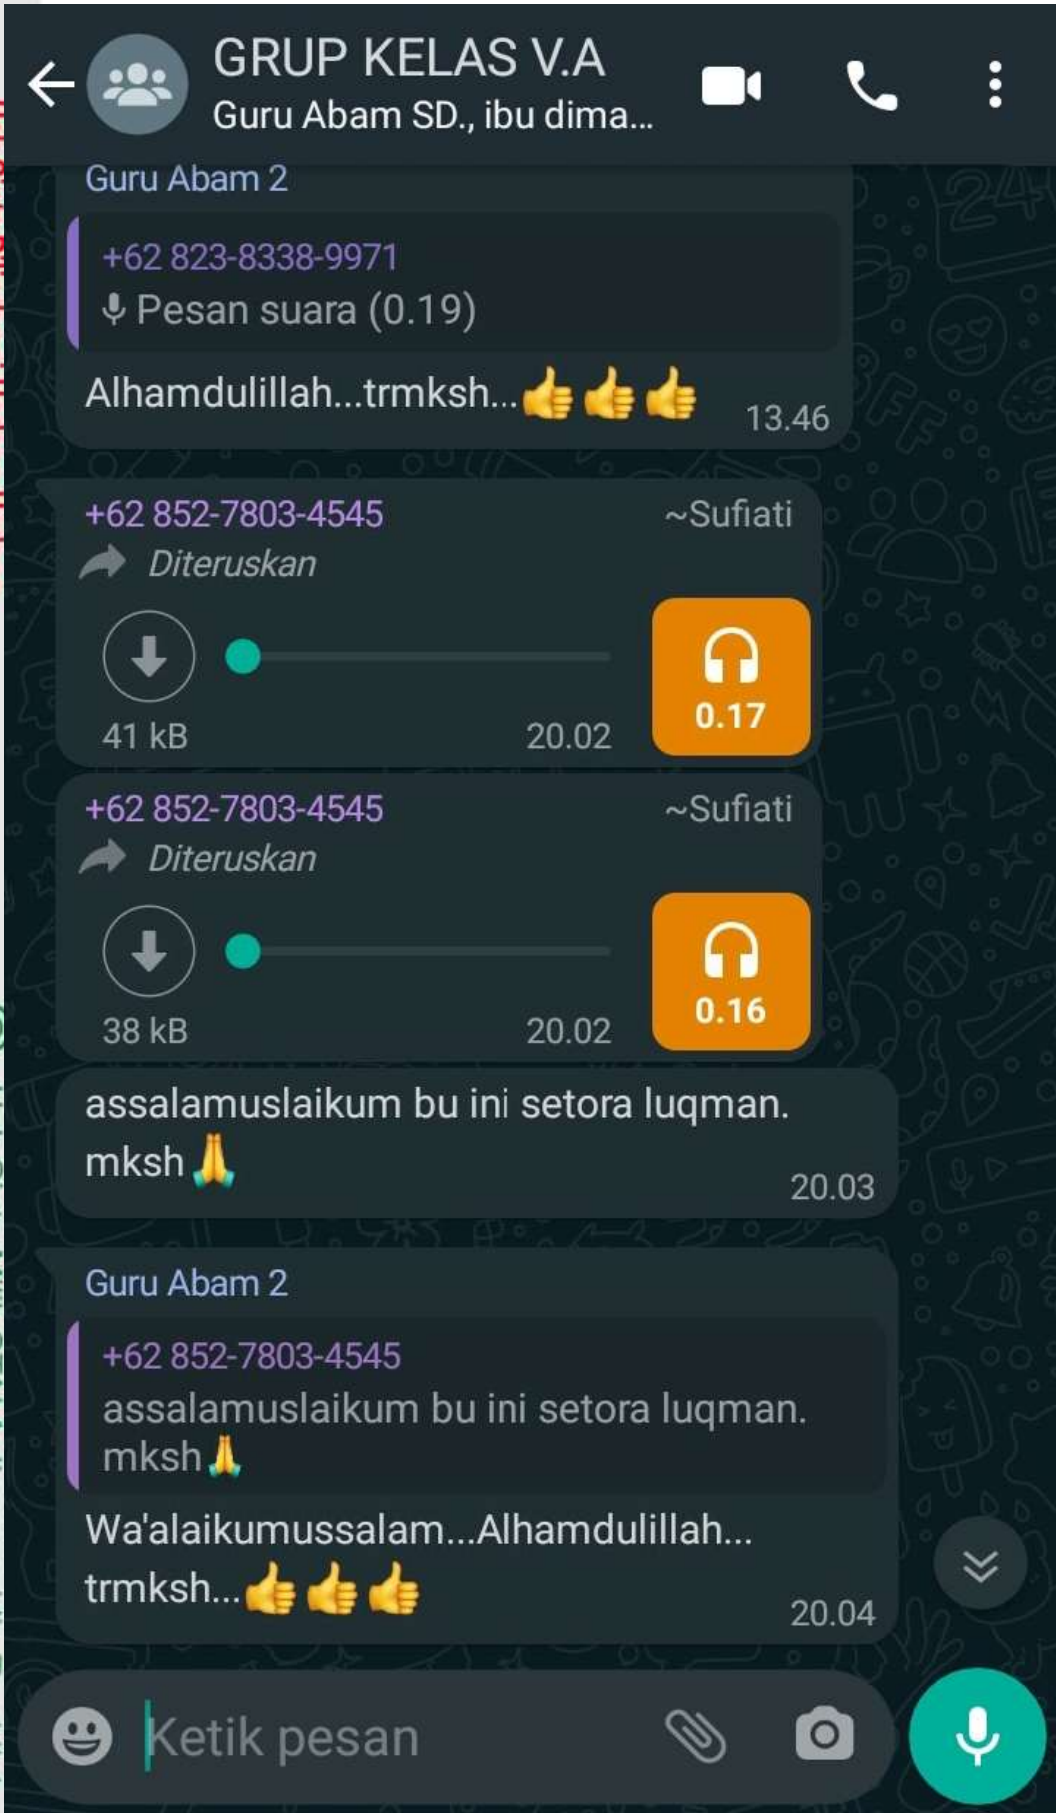 GRUP KELAS V.A
Guru Abam SD., ibu dima...
Guru Abam 2
+62 823-8338-9971
Pesan suara (0.19)
Alhamdulillah...trmksh...👍👍👍
13.46
+62 852-7803-4545 ~Sufiati
Diteruskan
0.17
41 kB 20.02
+62 852-7803-4545 ~Sufiati
Diteruskan
0.16
38 kB 20.02
assalamuslaikum bu ini setora luqman.
mksh🙏
20.03
Guru Abam 2
+62 852-7803-4545
assalamuslaikum bu ini setora luqman.
mksh🙏
Wa'alaikumussalam...Alhamdulillah...
trmksh...👍👍👍
20.04
Ketik pesan